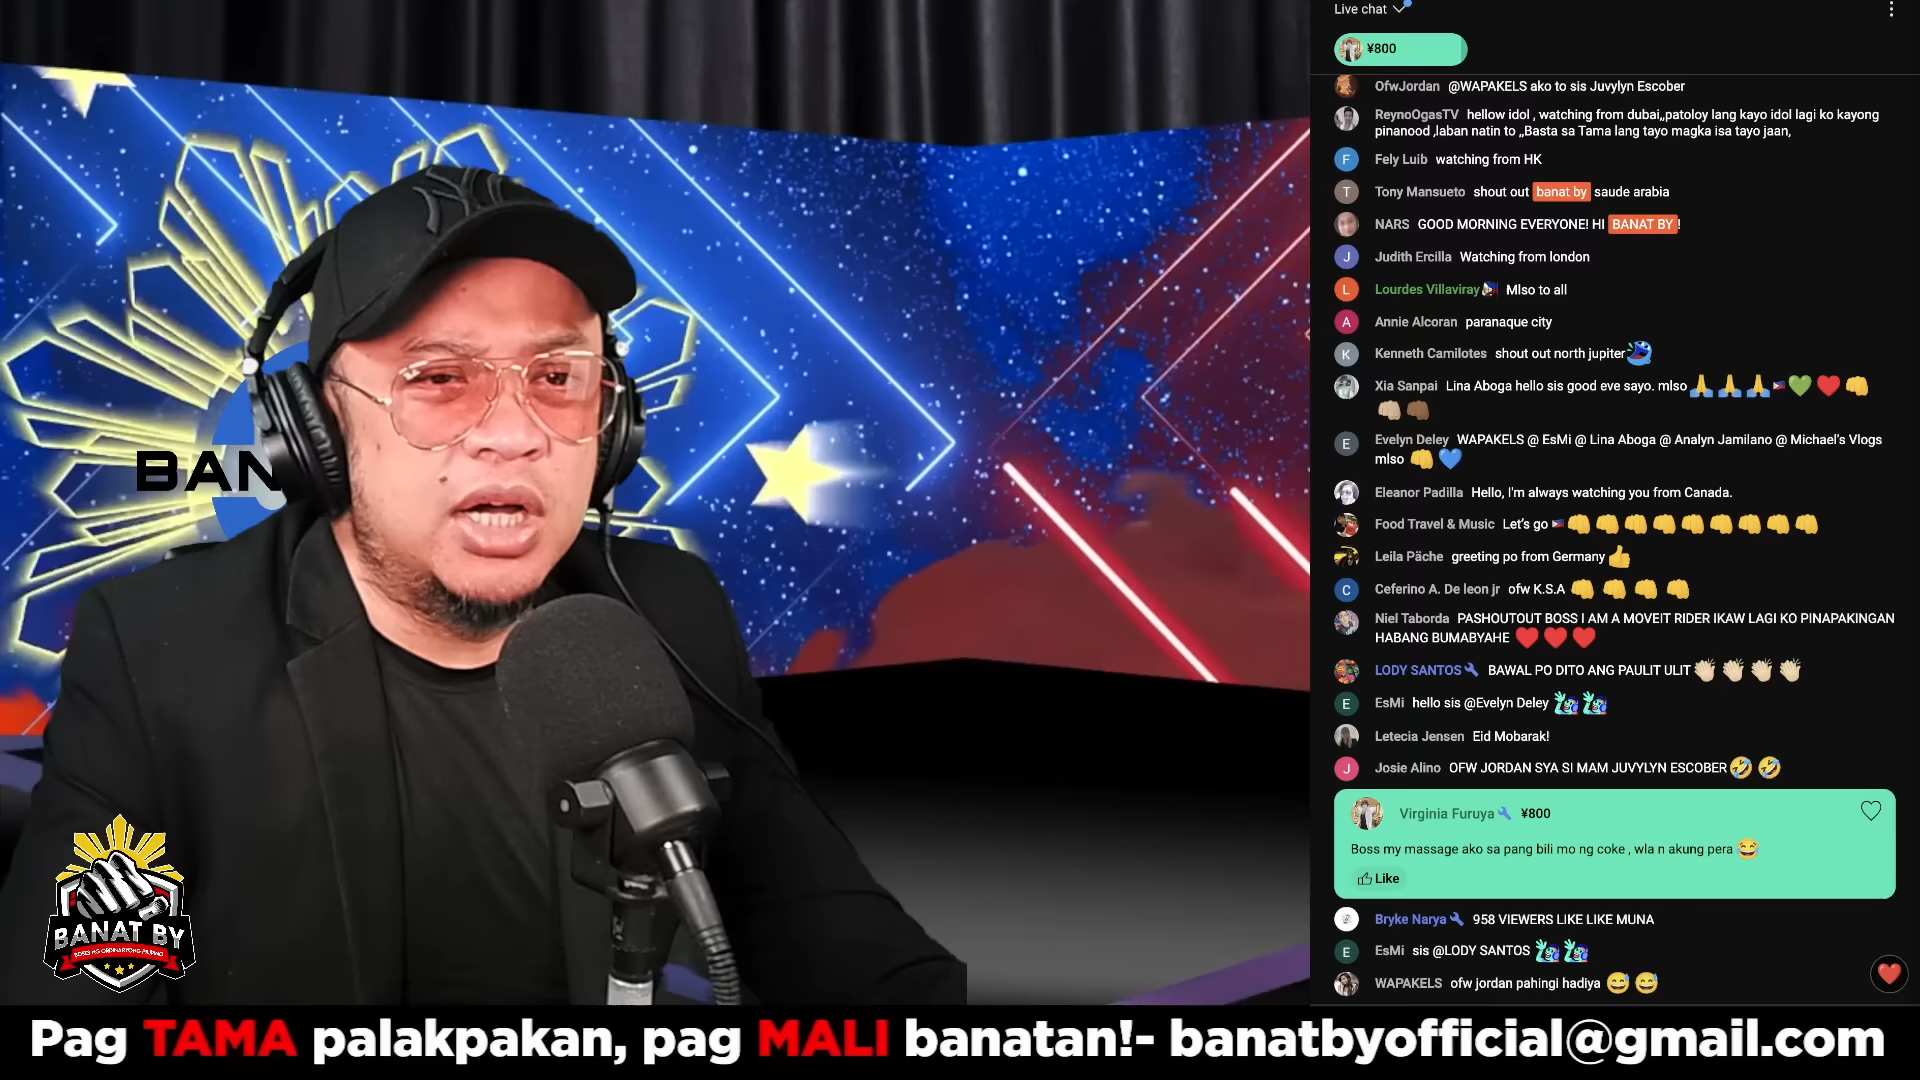 Live chat
¥800
OfwJordan @WAPAKELS ako to sis Juvylyn Escober
ReynoOgasTV hellow idol , watching from dubai,,patoloy lang kayo idol lagi ko kayong
pinanood ,laban natin to ,,Basta sa Tama lang tayo magka isa tayo jaan,
F Fely Luib watching from HK
T Tony Mansueto shout out banat by saude arabia
NARS GOOD MORNING EVERYONE! HI BANAT BY !
J Judith Ercilla Watching from london
L Lourdes Villaviray Mlso to all
A Annie Alcoran paranaque city
K Kenneth Camilotes shout out north jupiter
Xia Sanpai Lina Aboga hello sis good eve sayo. mlso 🙏 🙏 🙏 🇵🇭 💚 ❤️ 👊
👊🏼 👊🏾
E Evelyn Deley WAPAKELS @ EsMi @ Lina Aboga @ Analyn Jamilano @ Michael's Vlogs
mlso 👊 💙
Eleanor Padilla Hello, I'm always watching you from Canada.
Food Travel & Music Let's go 🇵🇭 👊 👊 👊 👊 👊 👊 👊 👊 👊
Leila Päche greeting po from Germany 👍
C Ceferino A. De leon jr ofw K.S.A 👊 👊 👊 👊
Niel Taborda PASHOUTOUT BOSS I AM A MOVEIT RIDER IKAW LAGI KO PINAPAKINGAN
HABANG BUMABYAHE ❤️ ❤️ ❤️
LODY SANTOS BAWAL PO DITO ANG PAULIT ULIT 👏🏻 👏🏻 👏🏻 👏🏻
E EsMi hello sis @Evelyn Deley
Letecia Jensen Eid Mobarak!
J Josie Alino OFW JORDAN SYA SI MAM JUVYLYN ESCOBER 🤣 🤣
Virginia Furuya ¥800
Boss my massage ako sa pang bili mo ng coke , wla n akung pera 😂
Like
Bryke Narya 958 VIEWERS LIKE LIKE MUNA
E EsMi sis @LODY SANTOS
WAPAKELS ofw jordan pahingi hadiya 😅 😅
BAN
BANAT BY
BOSES NG ORDINARYONG PILIPINO
Pag TAMA palakpakan, pag MALI banatan!- banatbyofficial@gmail.com